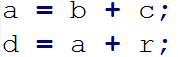 a = b + c;
d = a + r;